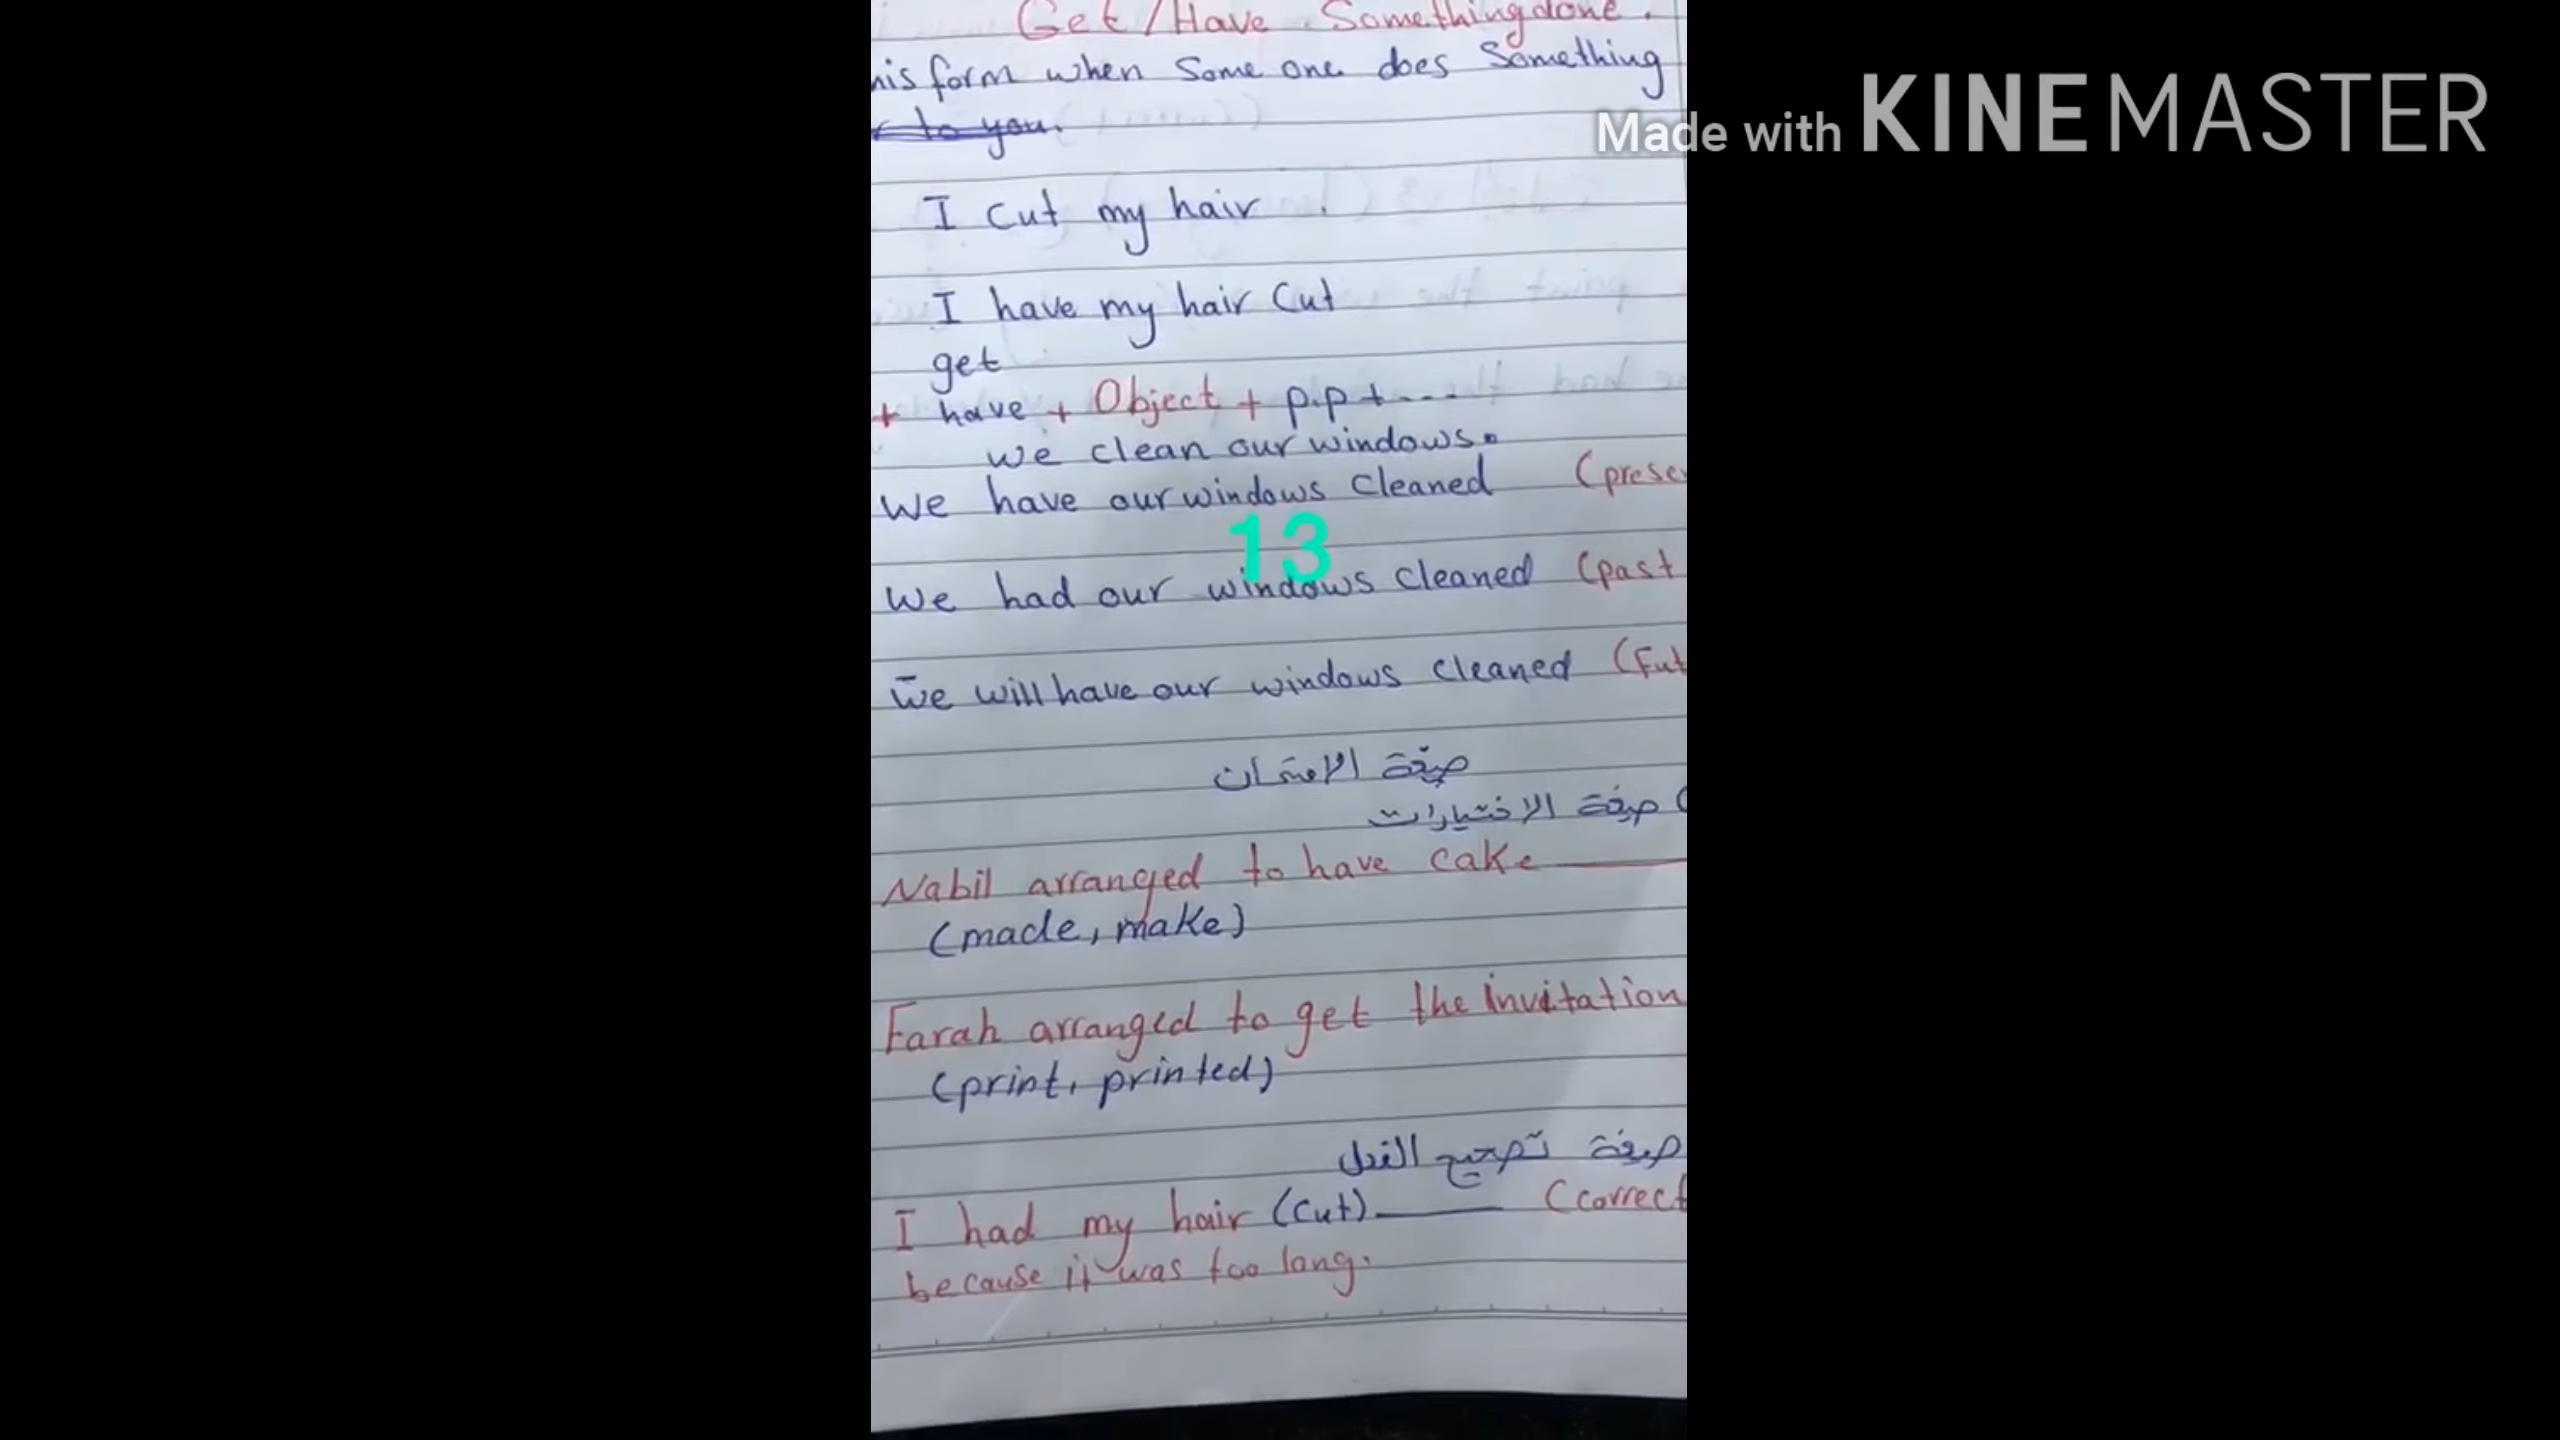 Get / Have Something done.
his form when Some one does Something
to you.
Made with KINEMASTER
I cut my hair
I have my hair Cut
get
+ have + Object + p.p + ----
we clean our windows.
We have our windows cleaned (prese
13
We had our windows cleaned (past
we will have our windows cleaned (Fut
صيغة الامتحان
صيغة الاختيارات (
Nabil arranged to have cake ———
(made, make)
Farah arranged to get the invitation
(print, printed)
صيغة تصحيح الفعل
I had my hair (cut) ——— (correct
because it was too long.